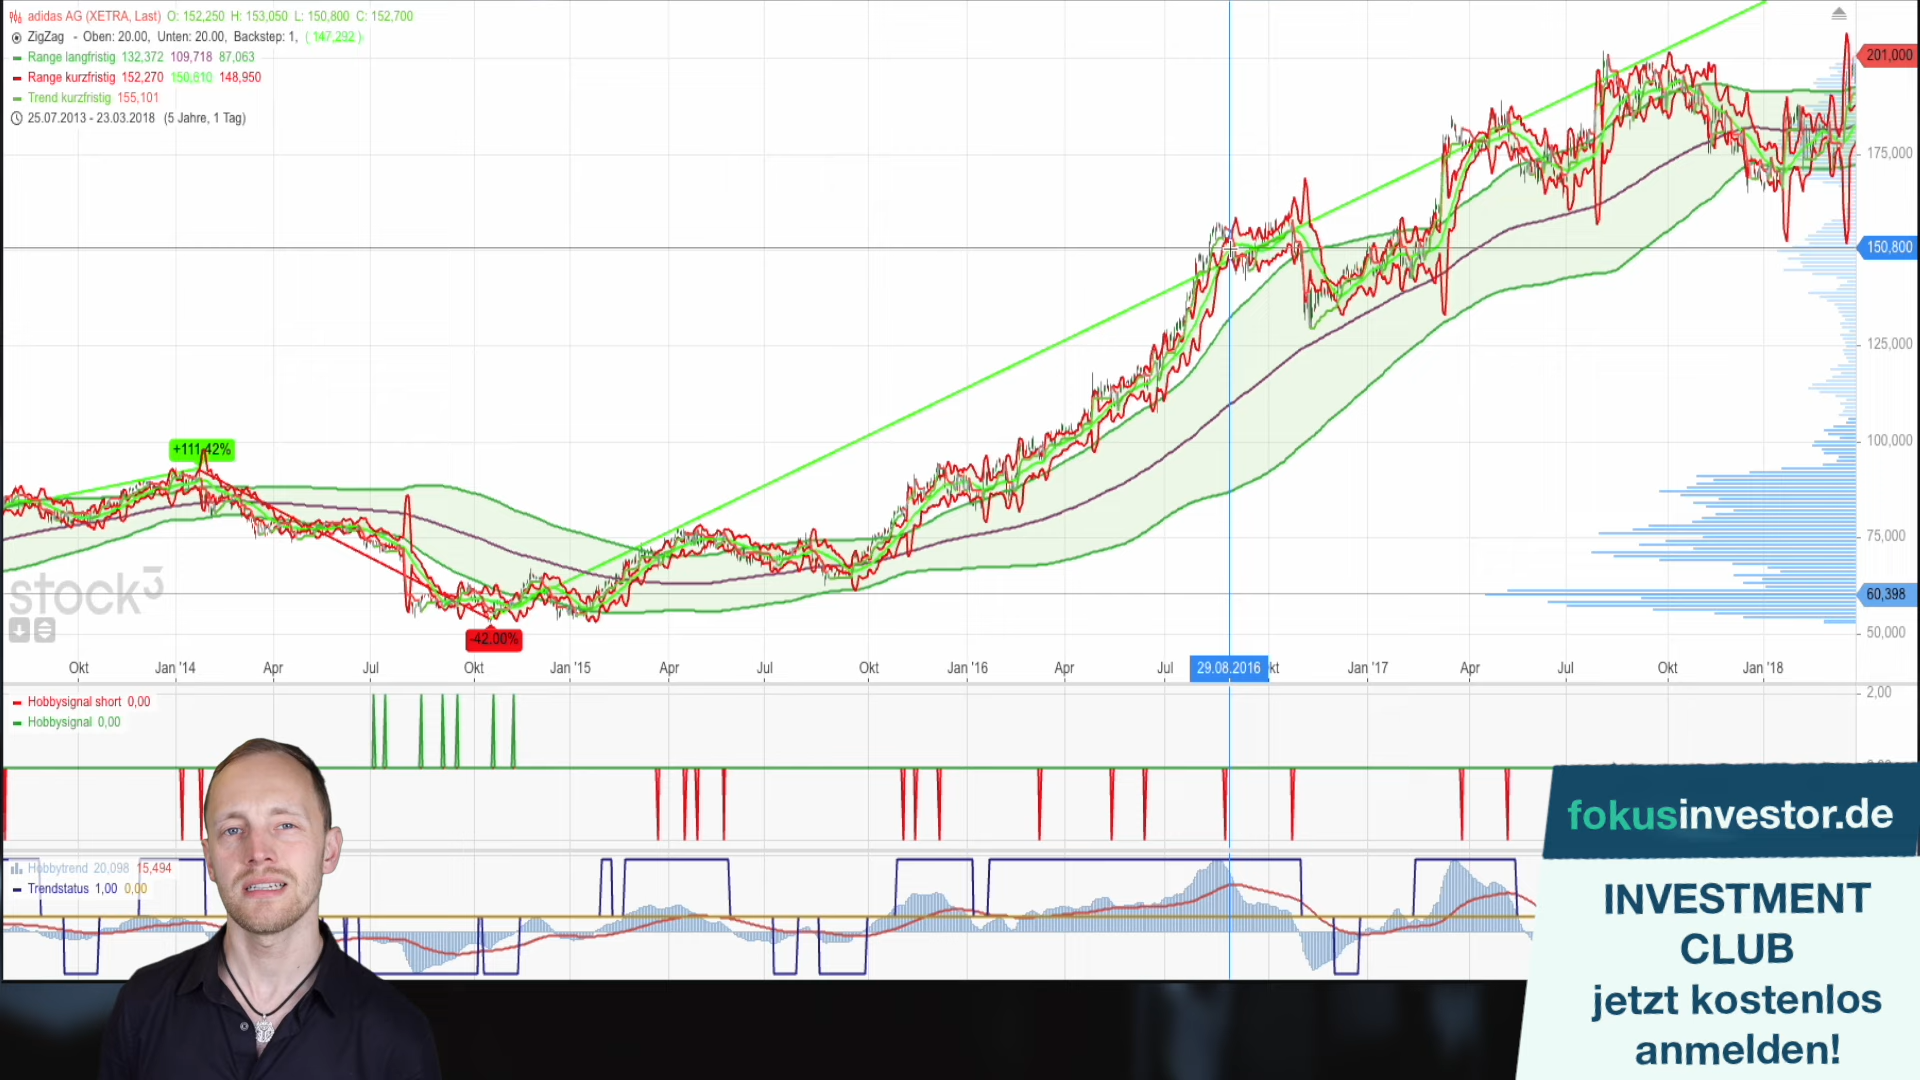 adidas AG (XETRA, Last) O: 152,250 H: 153,050 L: 150,800 C: 152,700
ZigZag - Oben: 20.00, Unten: 20.00, Backstep: 1, ( 147,292 )
Range langfristig 132,372 109,718 87,063
Range kurzfristig 152,270 150,610 148,950
Trend kurzfristig 155,101
25.07.2013 - 23.03.2018 (5 Jahre, 1 Tag)
201,000
175,000
150,800
125,000
100,000
75,000
60,398
50,000
+111,42%
-42.00%
stock3
Okt Jan '14 Apr Jul Okt Jan '15 Apr Jul Okt Jan '16 Apr Jul 29.08.2016 kt Jan '17 Apr Jul Okt Jan '18
Hobbysignal short 0,00
Hobbysignal 0,00
2,00
Hobbytrend 20,098 15,494
Trendstatus 1,00 0,00
fokusinvestor.de
INVESTMENT
CLUB
jetzt kostenlos
anmelden!